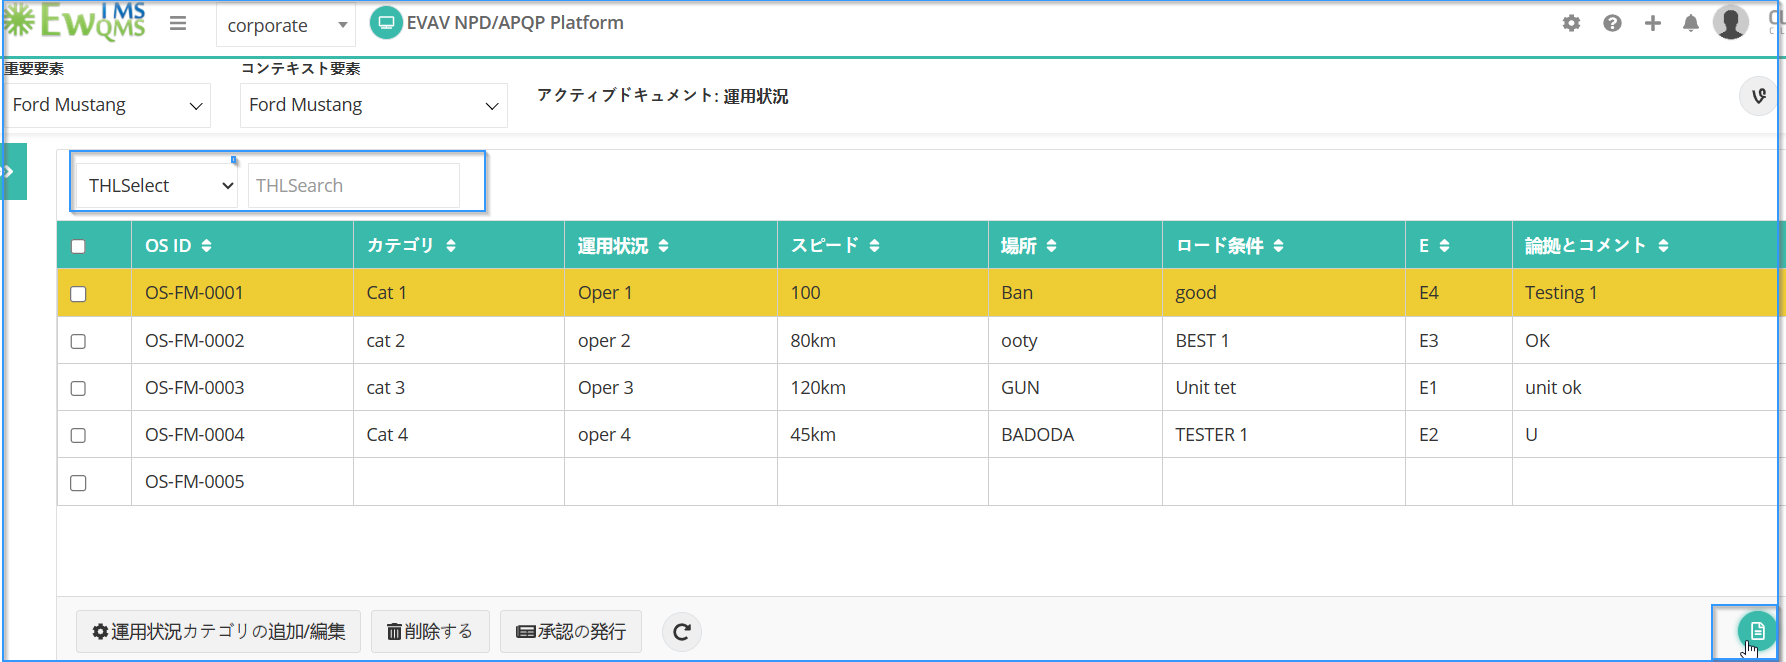 EwIMS QMS
corporate
EVAV NPD/APQP Platform
重要要素
コンテキスト要素
Ford Mustang
Ford Mustang
アクティブドキュメント: 運用状況
THLSelect
THLSearch
OS ID カテゴリ 運用状況 スピード 場所 ロード条件 E 論拠とコメント
OS-FM-0001 Cat 1 Oper 1 100 Ban good E4 Testing 1
OS-FM-0002 cat 2 oper 2 80km ooty BEST 1 E3 OK
OS-FM-0003 cat 3 Oper 3 120km GUN Unit tet E1 unit ok
OS-FM-0004 Cat 4 oper 4 45km BADODA TESTER 1 E2 U
OS-FM-0005
運用状況カテゴリの追加/編集 削除する 承認の発行